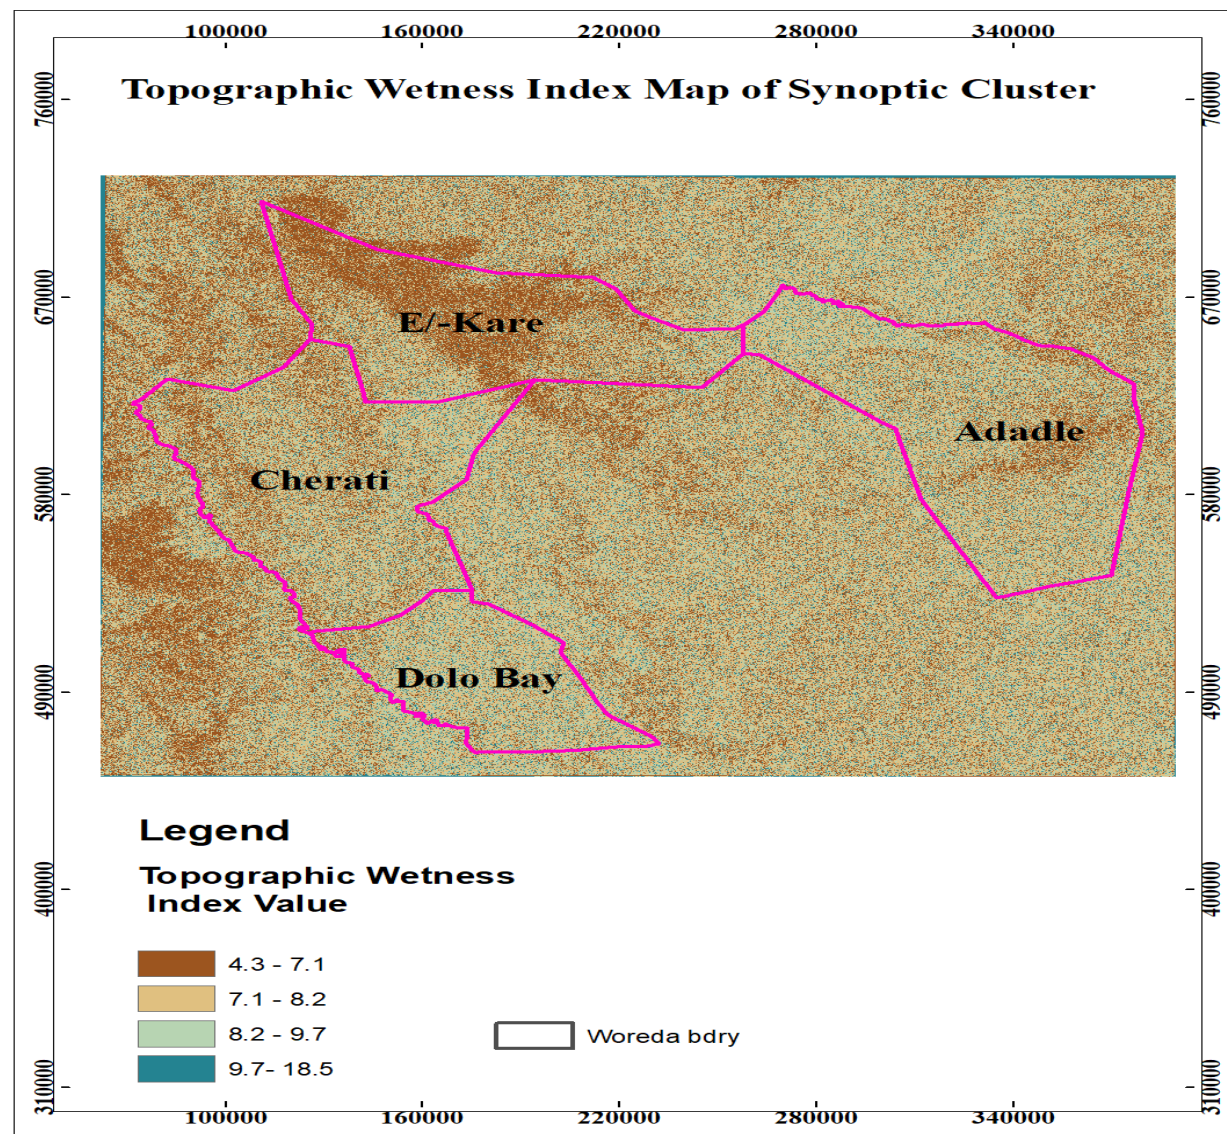 100000 160000 220000 280000 340000
Topographic Wetness Index Map of Synoptic Cluster
760000 760000
670000 670000
E/-Kare
Adadle
Cherati
580000 580000
Dolo Bay
490000 490000
Legend
Topographic Wetness
Index Value
400000 400000
4.3 - 7.1
7.1 - 8.2
8.2 - 9.7
Woreda bdry
9.7- 18.5
310000 310000
100000 160000 220000 280000 340000